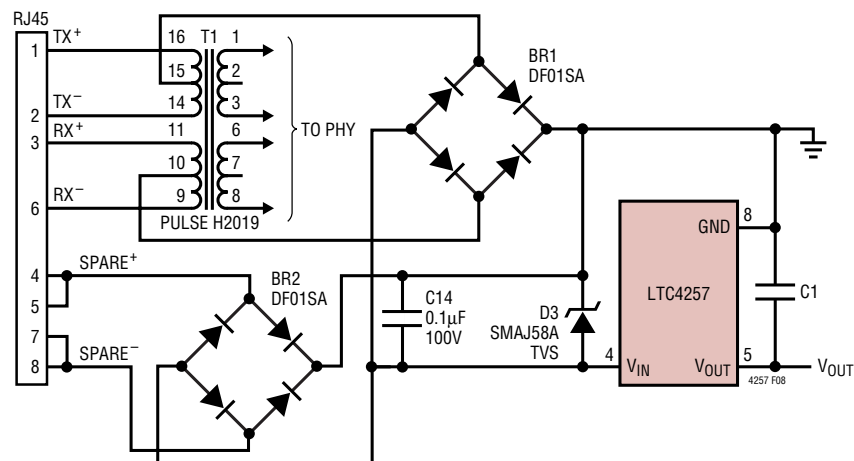 RJ45
1
TX+
2
TX−
3
RX+
6
RX−
4
SPARE+
5
7
8
SPARE−
16 T1 1
15 2
14 3
11 6
10 7
9 8
PULSE H2019
TO PHY
BR1
DF01SA
BR2
DF01SA
C14
0.1µF
100V
D3
SMAJ58A
TVS
GND 8
LTC4257
C1
4 VIN
VOUT 5
4257 F08
VOUT